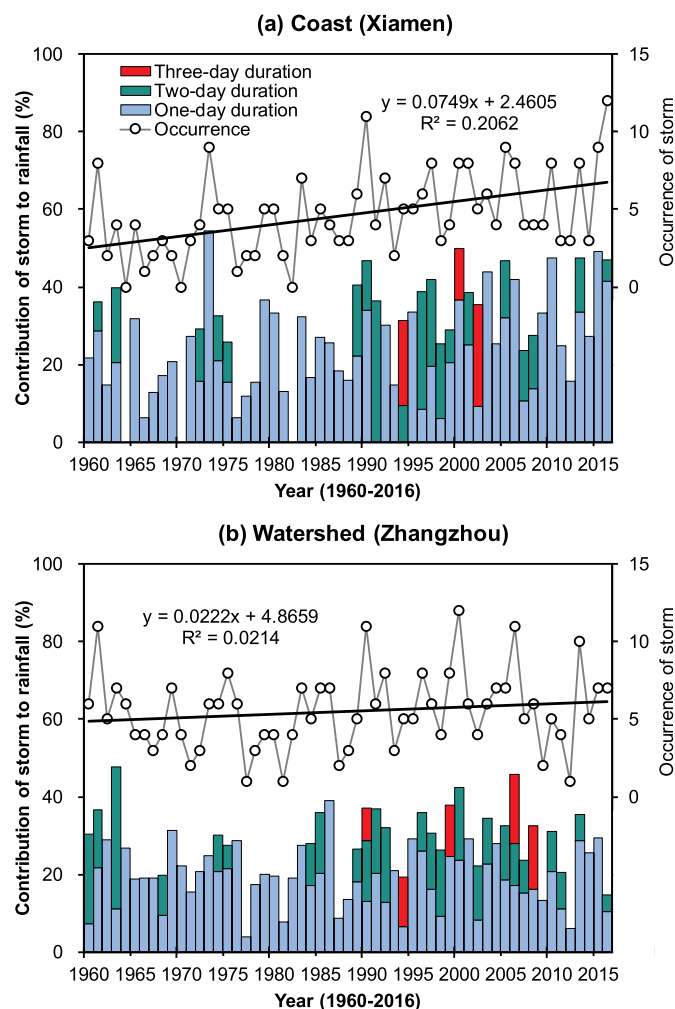 (a) Coast (Xiamen)
Contribution of storm to rainfall (%)
100
80
60
40
20
0
Three-day duration
Two-day duration
One-day duration
Occurrence
y = 0.0749x + 2.4605
R² = 0.2062
15
10
5
0
Occurrence of storm
1960 1965 1970 1975 1980 1985 1990 1995 2000 2005 2010 2015
Year (1960-2016)
(b) Watershed (Zhangzhou)
Contribution of storm to rainfall (%)
100
80
60
40
20
0
y = 0.0222x + 4.8659
R² = 0.0214
15
10
5
0
Occurrence of storm
1960 1965 1970 1975 1980 1985 1990 1995 2000 2005 2010 2015
Year (1960-2016)